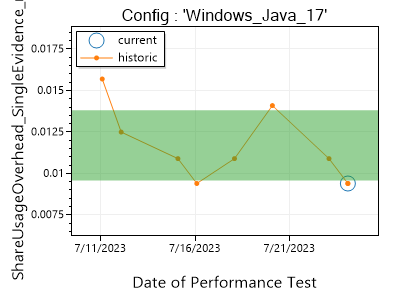 Config : 'Windows_Java_17'
current
historic
0.0175
0.015
0.0125
0.01
0.0075
7/11/2023
7/16/2023
7/21/2023
Date of Performance Test
ShareUsageOverhead_SingleEvidence_